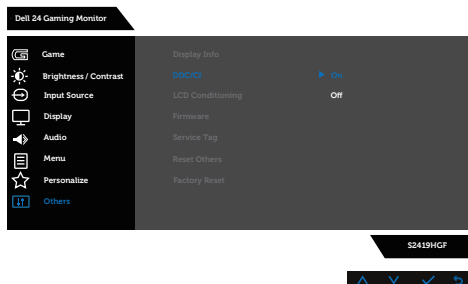 Dell 24 Gaming Monitor
Game
Display Info
Brightness / Contrast
DDC/CI
On
Input Source
LCD Conditioning
Off
Display
Firmware
Audio
Service Tag
Menu
Reset Others
Personalize
Factory Reset
Others
S2419HGF